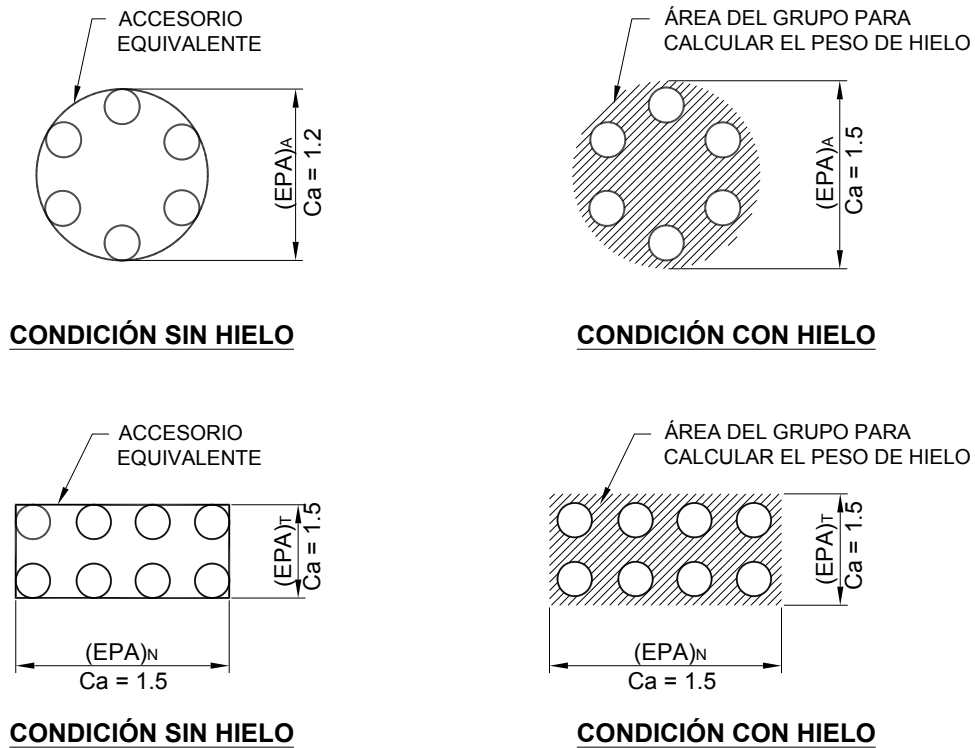 ACCESORIO
EQUIVALENTE
(EPA)A
Ca = 1.2
CONDICIÓN SIN HIELO
ÁREA DEL GRUPO PARA
CALCULAR EL PESO DE HIELO
(EPA)A
Ca = 1.5
CONDICIÓN CON HIELO
ACCESORIO
EQUIVALENTE
(EPA)T
Ca = 1.5
(EPA)N
Ca = 1.5
CONDICIÓN SIN HIELO
ÁREA DEL GRUPO PARA
CALCULAR EL PESO DE HIELO
(EPA)T
Ca = 1.5
(EPA)N
Ca = 1.5
CONDICIÓN CON HIELO